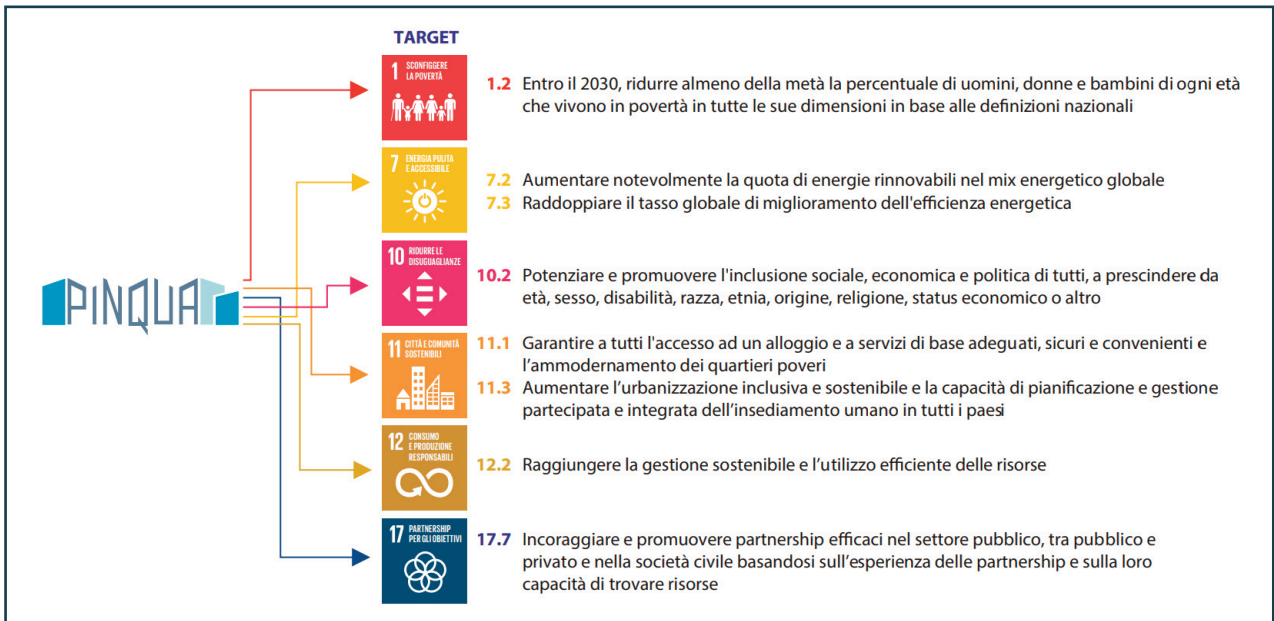 TARGET
1 SCONFIGGERE
LA POVERTÀ
1.2 Entro il 2030, ridurre almeno della metà la percentuale di uomini, donne e bambini di ogni età
che vivono in povertà in tutte le sue dimensioni in base alle definizioni nazionali
7 ENERGIA PULITA
E ACCESSIBILE
7.2 Aumentare notevolmente la quota di energie rinnovabili nel mix energetico globale
7.3 Raddoppiare il tasso globale di miglioramento dell'efficienza energetica
PINQUA
10 RIDURRE LE
DISUGUAGLIANZE
10.2 Potenziare e promuovere l'inclusione sociale, economica e politica di tutti, a prescindere da
età, sesso, disabilità, razza, etnia, origine, religione, status economico o altro
11 CITTÀ E COMUNITÀ
SOSTENIBILI
11.1 Garantire a tutti l'accesso ad un alloggio e a servizi di base adeguati, sicuri e convenienti e
l’ammodernamento dei quartieri poveri
11.3 Aumentare l’urbanizzazione inclusiva e sostenibile e la capacità di pianificazione e gestione
partecipata e integrata dell’insediamento umano in tutti i paesi
12 CONSUMO
E PRODUZIONE
RESPONSABILI
12.2 Raggiungere la gestione sostenibile e l’utilizzo efficiente delle risorse
17 PARTNERSHIP
PER GLI OBIETTIVI
17.7 Incoraggiare e promuovere partnership efficaci nel settore pubblico, tra pubblico e
privato e nella società civile basandosi sull’esperienza delle partnership e sulla loro
capacità di trovare risorse